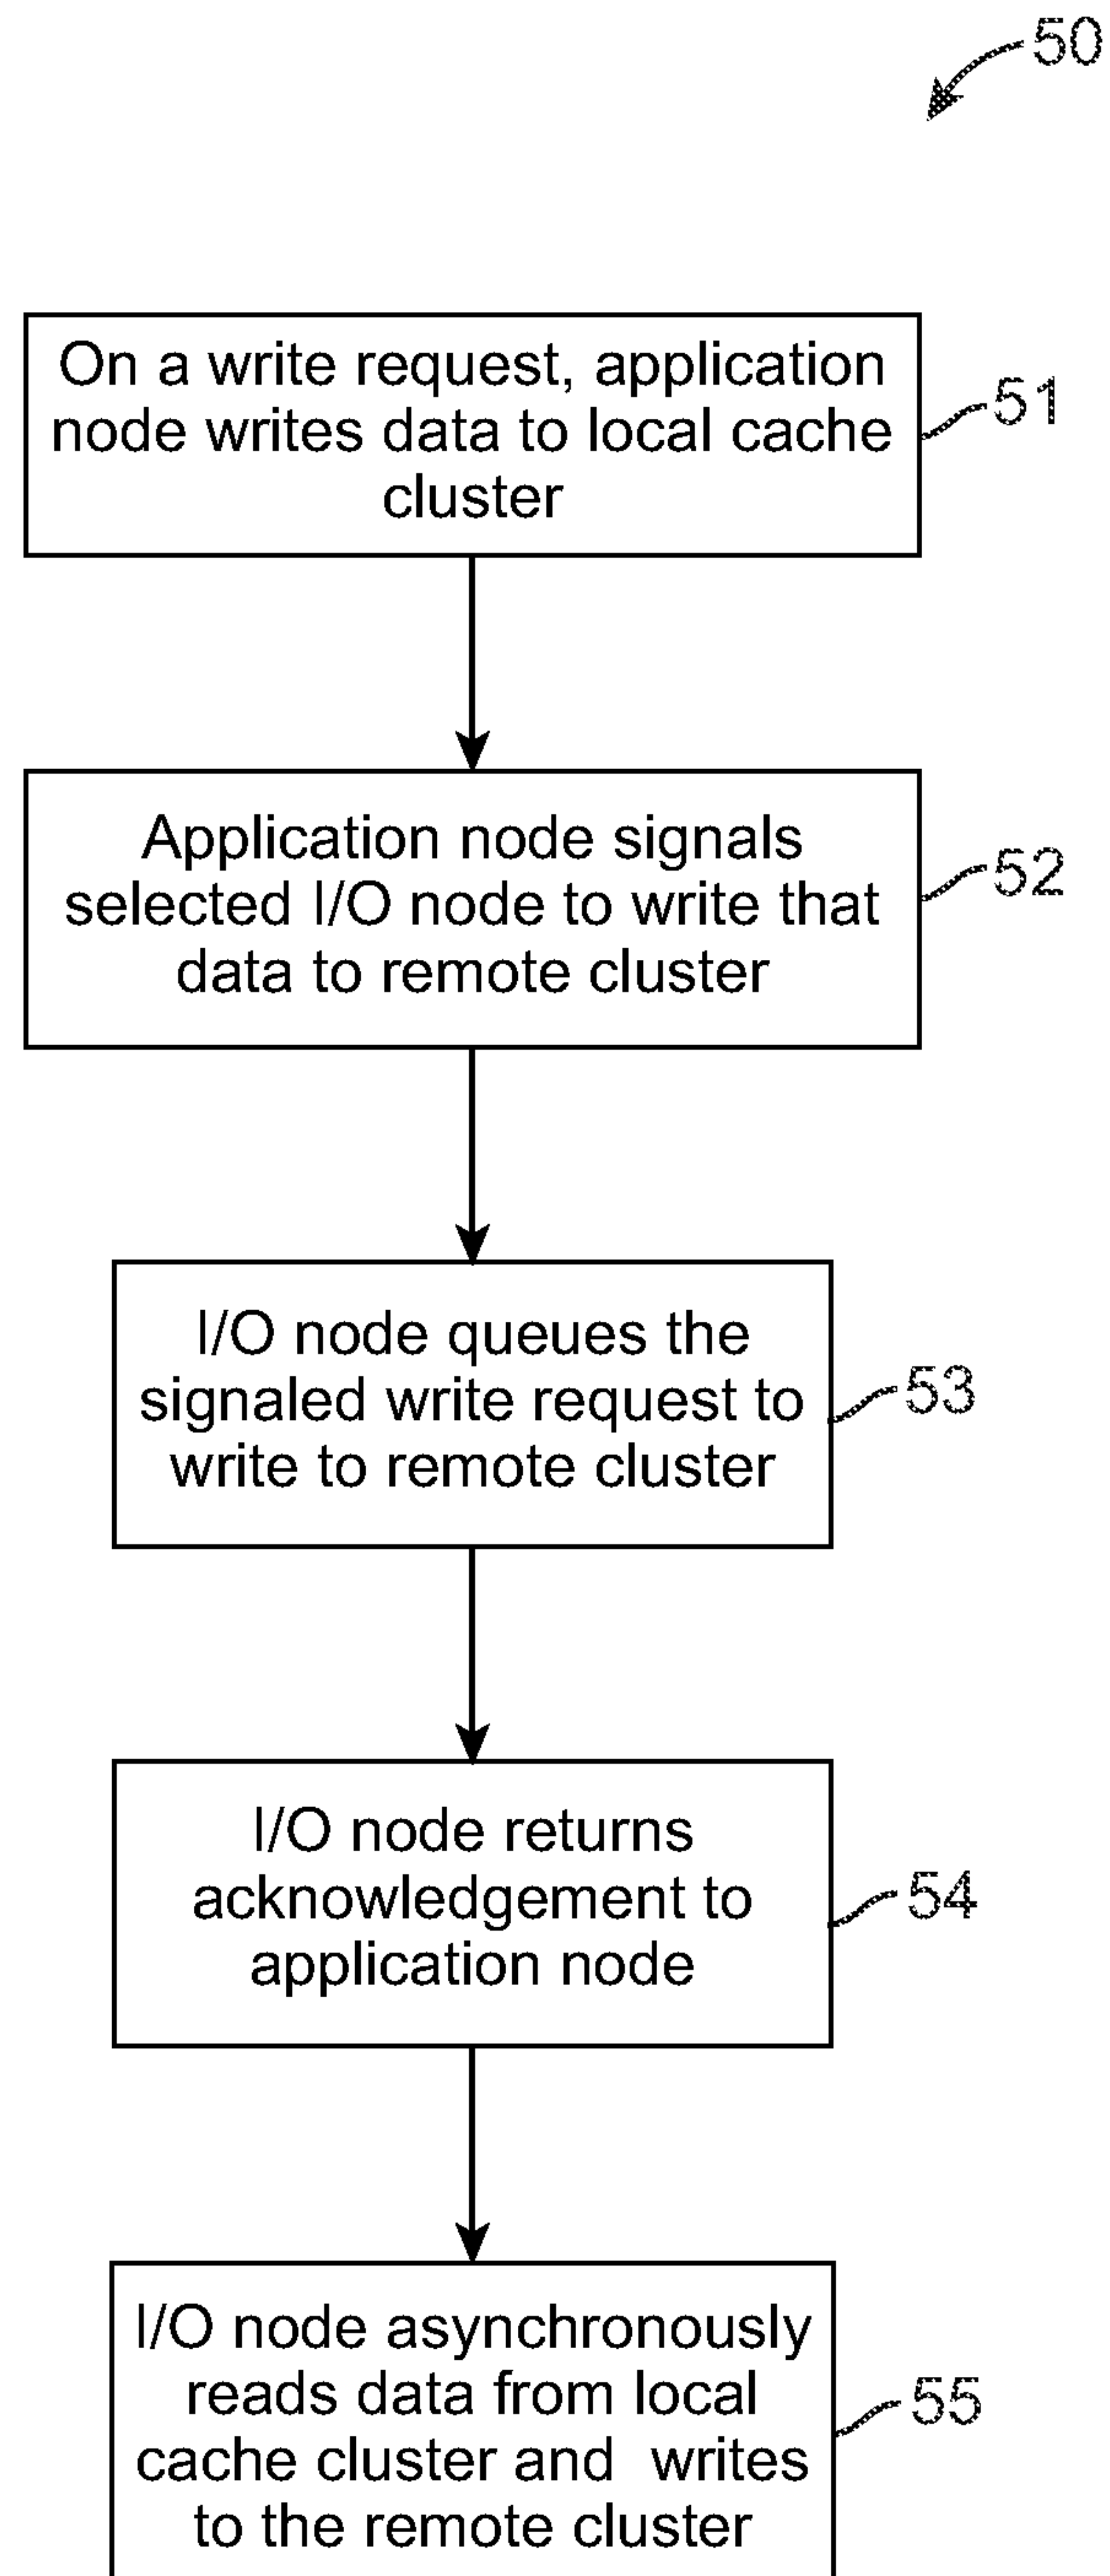 50
On a write request, application
node writes data to local cache
cluster
51
Application node signals
selected I/O node to write that
data to remote cluster
52
I/O node queues the
signaled write request to
write to remote cluster
53
I/O node returns
acknowledgement to
application node
54
I/O node asynchronously
reads data from local
cache cluster and writes
to the remote cluster
55